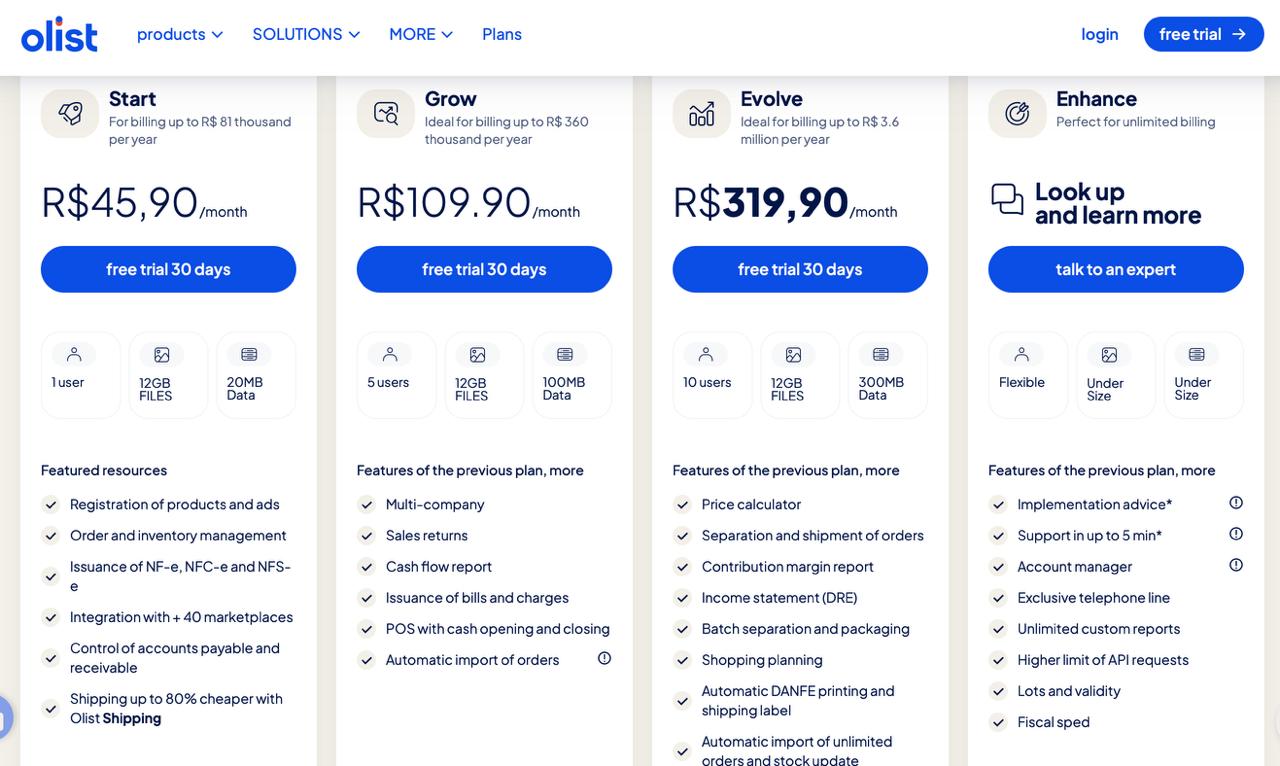 olist
products
SOLUTIONS
MORE
Plans
login
free trial
Start
For billing up to R$ 81 thousand
per year
R$45,90/month
free trial 30 days
1 user
12GB
FILES
20MB
Data
Featured resources
Registration of products and ads
Order and inventory management
Issuance of NF-e, NFC-e and NFS-
e
Integration with + 40 marketplaces
Control of accounts payable and
receivable
Shipping up to 80% cheaper with
Olist Shipping
Grow
Ideal for billing up to R$ 360
thousand per year
R$109.90/month
free trial 30 days
5 users
12GB
FILES
100MB
Data
Features of the previous plan, more
Multi-company
Sales returns
Cash flow report
Issuance of bills and charges
POS with cash opening and closing
Automatic import of orders
Evolve
Ideal for billing up to R$ 3.6
million per year
R$319,90/month
free trial 30 days
10 users
12GB
FILES
300MB
Data
Features of the previous plan, more
Price calculator
Separation and shipment of orders
Contribution margin report
Income statement (DRE)
Batch separation and packaging
Shopping planning
Automatic DANFE printing and
shipping label
Automatic import of unlimited
orders and stock update
Enhance
Perfect for unlimited billing
Look up
and learn more
talk to an expert
Flexible
Under
Size
Under
Size
Features of the previous plan, more
Implementation advice*
Support in up to 5 min*
Account manager
Exclusive telephone line
Unlimited custom reports
Higher limit of API requests
Lots and validity
Fiscal sped